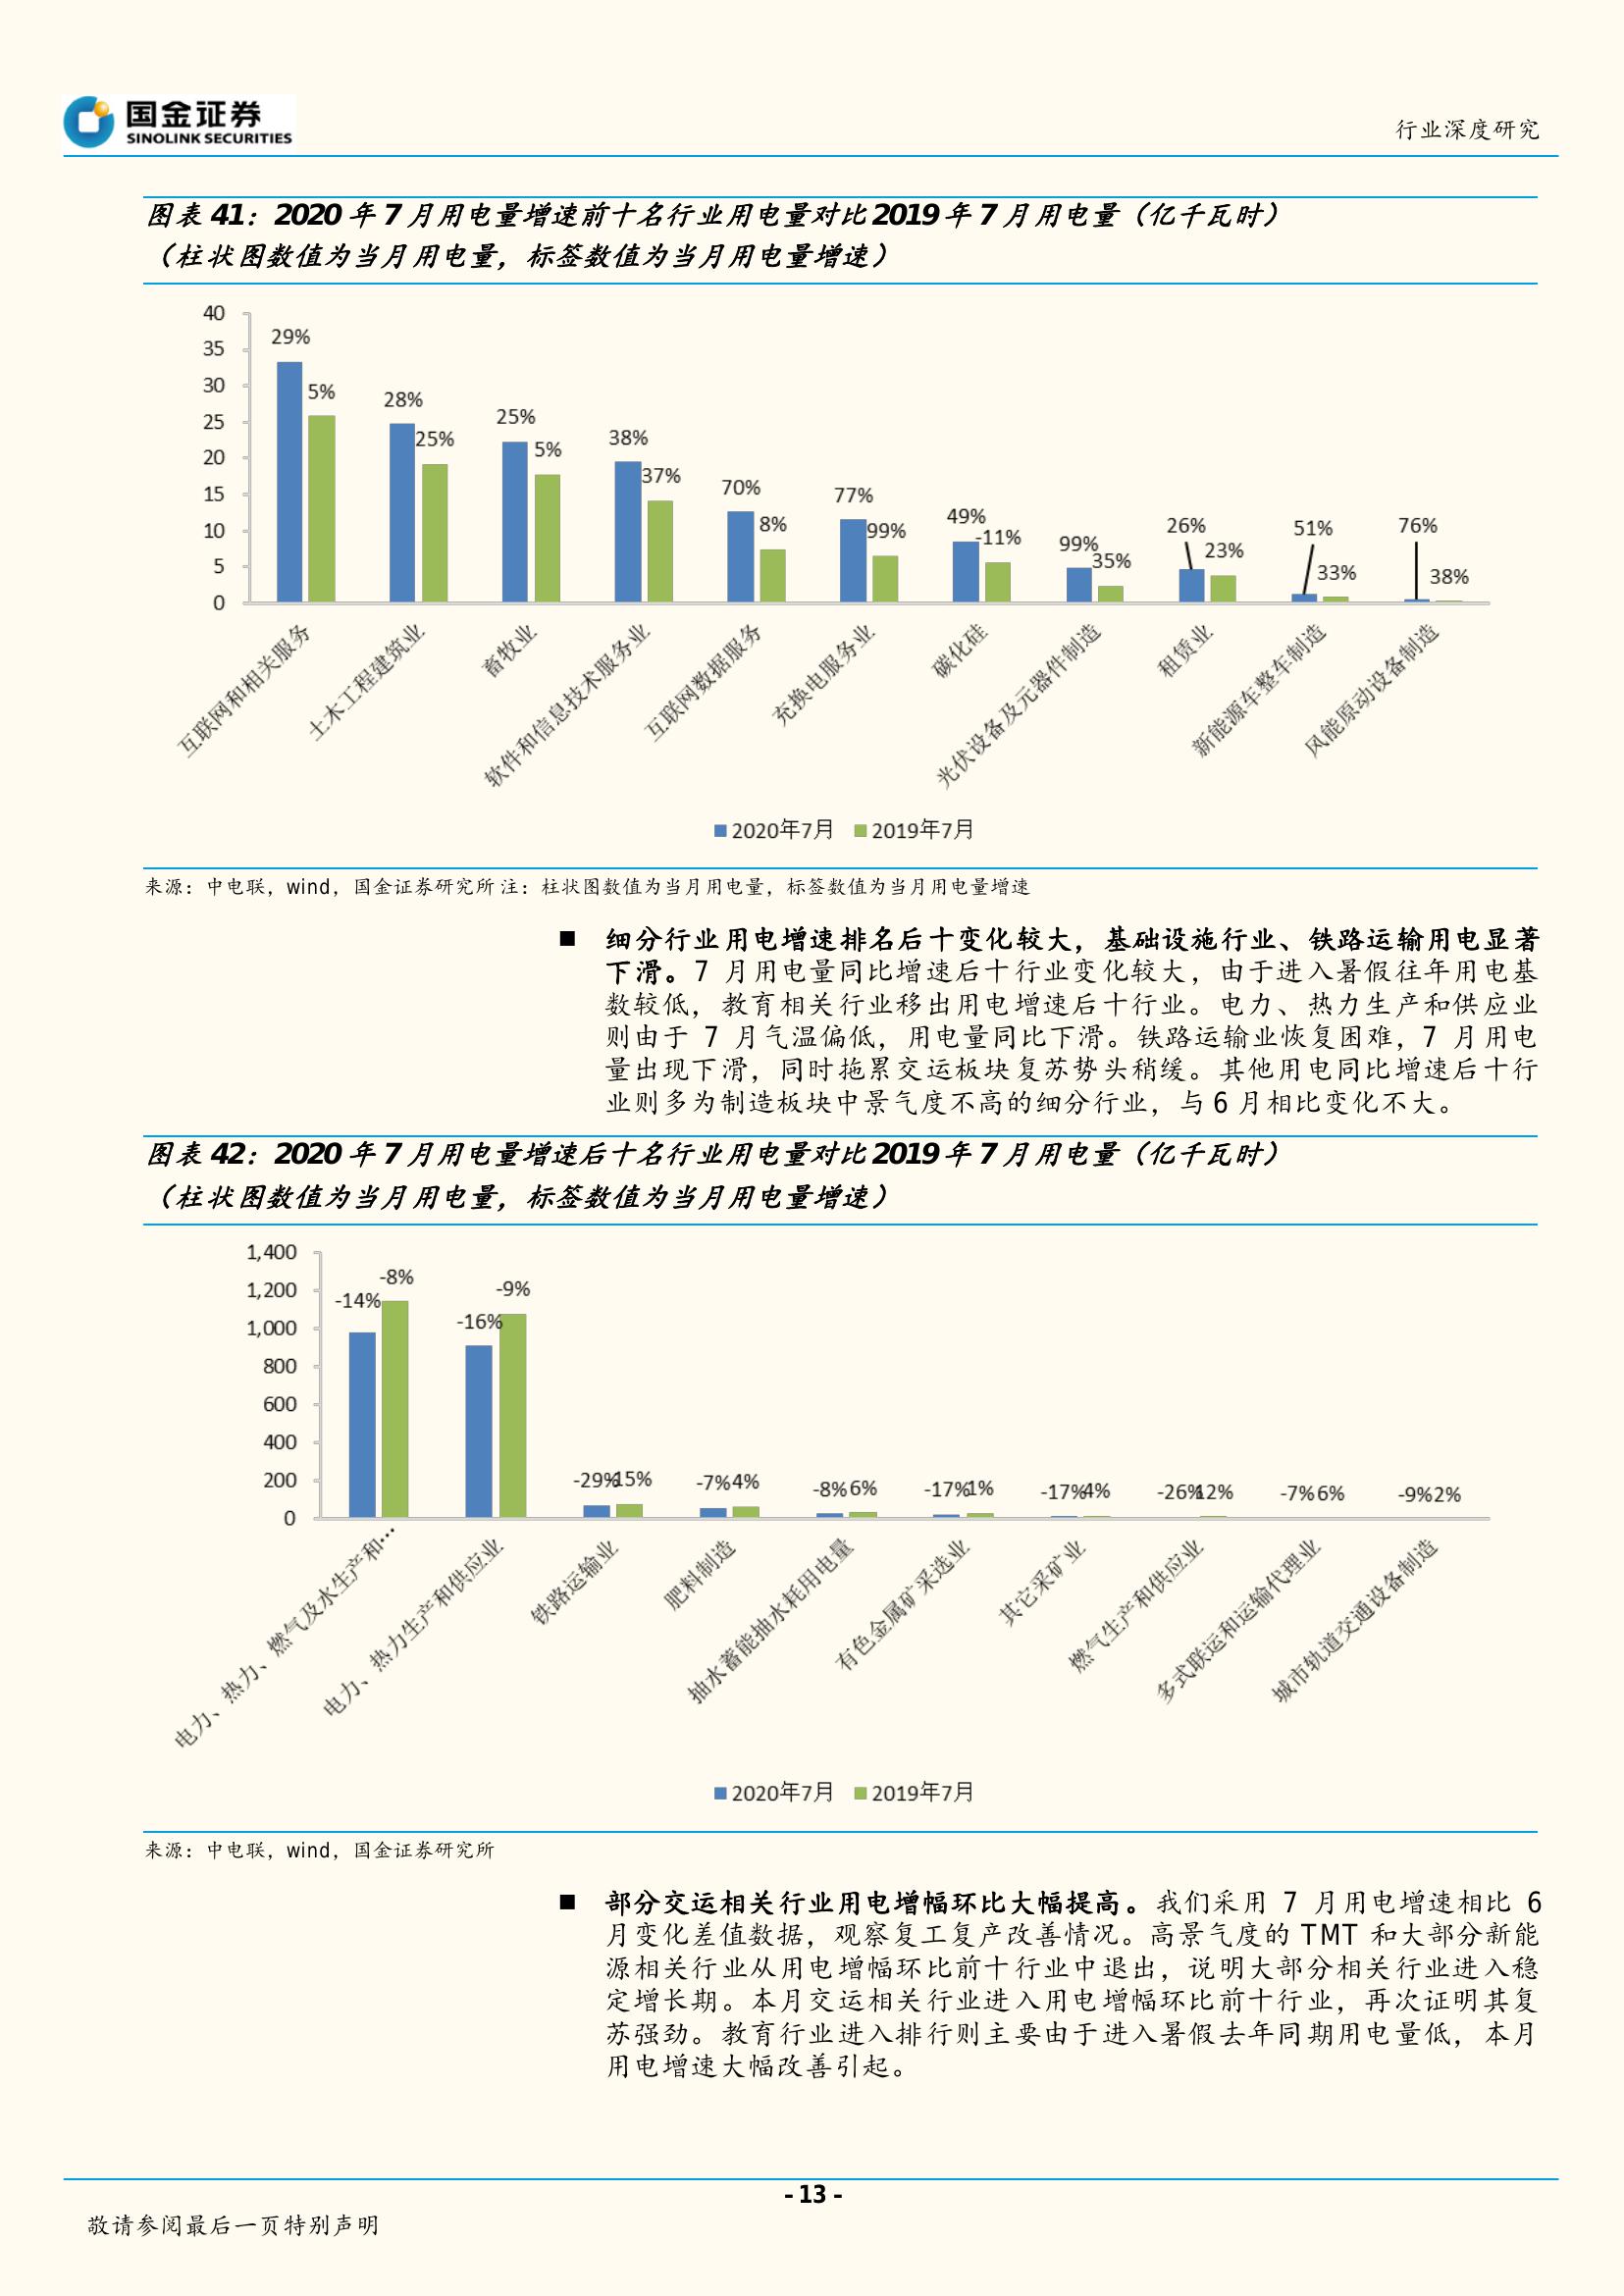 国金证券
SINOLINK SECURITIES
行业深度研究
图表 41：2020 年 7 月用电量增速前十名行业用电量对比 2019 年 7 月用电量（亿千瓦时）
（柱状图数值为当月用电量，标签数值为当月用电量增速）
40
35
30
25
20
15
10
5
0
29%
5%
28%
25%
25%
5%
38%
37%
70%
8%
77%
99%
49%
-11%
99%
35%
26%
23%
51%
33%
76%
38%
互联网和相关服务
土木工程建筑业
畜牧业
软件和信息技术服务业
互联网数据服务
充换电服务业
碳化硅
光伏设备及元器件制造
租赁业
新能源车整车制造
风能原动设备制造
2020年7月 2019年7月
来源：中电联，wind，国金证券研究所 注：柱状图数值为当月用电量，标签数值为当月用电量增速
■ 细分行业用电增速排名后十变化较大，基础设施行业、铁路运输用电显著
下滑。7 月用电量同比增速后十行业变化较大，由于进入暑假往年用电基
数较低，教育相关行业移出用电增速后十行业。电力、热力生产和供应业
则由于 7 月气温偏低，用电量同比下滑。铁路运输业恢复困难，7 月用电
量出现下滑，同时拖累交运板块复苏势头稍缓。其他用电同比增速后十行
业则多为制造板块中景气度不高的细分行业，与 6 月相比变化不大。
图表 42：2020 年 7 月用电量增速后十名行业用电量对比 2019 年 7 月用电量（亿千瓦时）
（柱状图数值为当月用电量，标签数值为当月用电量增速）
1,400
1,200
1,000
800
600
400
200
0
-14%
-8%
-16%
-9%
-29%
15%
-7%
4%
-8%
6%
-17%
1%
-17%
4%
-26%
12%
-7%
6%
-9%
2%
电力、热力、燃气及水生产和…
电力、热力生产和供应业
铁路运输业
肥料制造
抽水蓄能抽水耗用电量
有色金属矿采选业
其它采矿业
燃气生产和供应业
多式联运和运输代理业
城市轨道交通设备制造
2020年7月 2019年7月
来源：中电联，wind，国金证券研究所
■ 部分交运相关行业用电增幅环比大幅提高。我们采用 7 月用电增速相比 6
月变化差值数据，观察复工复产改善情况。高景气度的 TMT 和大部分新能
源相关行业从用电增幅环比前十行业中退出，说明大部分相关行业进入稳
定增长期。本月交运相关行业进入用电增幅环比前十行业，再次证明其复
苏强劲。教育行业进入排行则主要由于进入暑假去年同期用电量低，本月
用电增速大幅改善引起。
- 13 -
敬请参阅最后一页特别声明